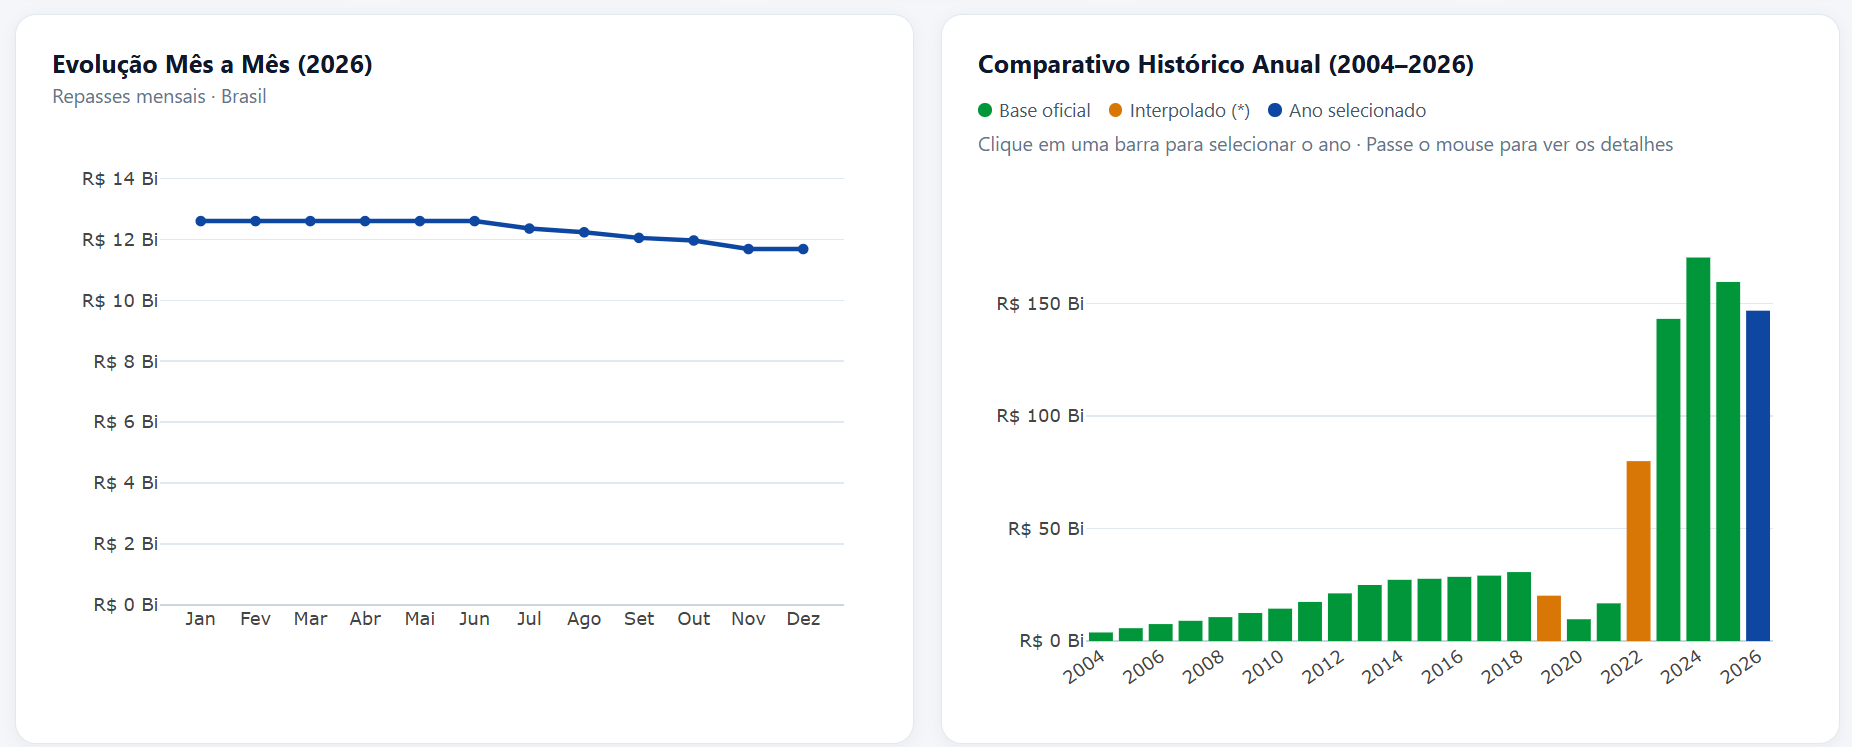 Evolução Mês a Mês (2026)
Repasses mensais · Brasil
R$ 14 Bi
R$ 12 Bi
R$ 10 Bi
R$ 8 Bi
R$ 6 Bi
R$ 4 Bi
R$ 2 Bi
R$ 0 Bi
Jan Fev Mar Abr Mai Jun Jul Ago Set Out Nov Dez
Comparativo Histórico Anual (2004–2026)
Base oficial Interpolado (*) Ano selecionado
Clique em uma barra para selecionar o ano · Passe o mouse para ver os detalhes
R$ 150 Bi
R$ 100 Bi
R$ 50 Bi
R$ 0 Bi
2004 2006 2008 2010 2012 2014 2016 2018 2020 2022 2024 2026